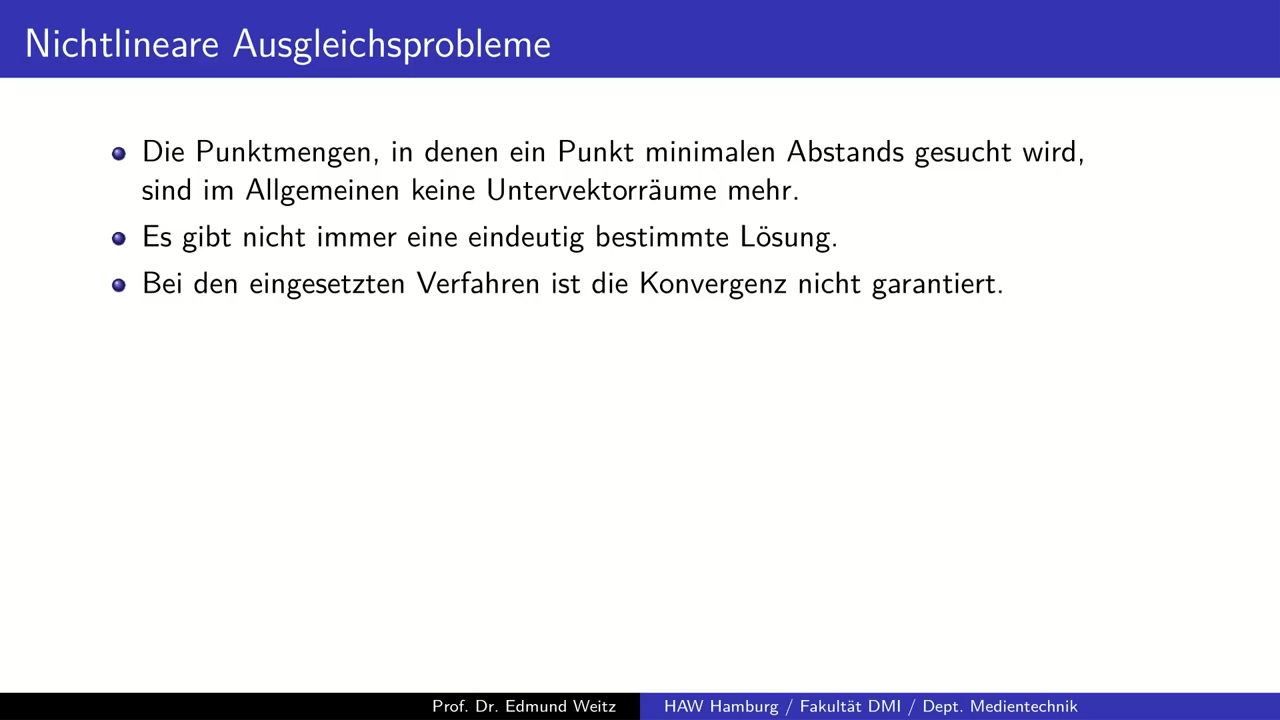 Nichtlineare Ausgleichsprobleme
Die Punktmengen, in denen ein Punkt minimalen Abstands gesucht wird,
sind im Allgemeinen keine Untervektorräume mehr.
Es gibt nicht immer eine eindeutig bestimmte Lösung.
Bei den eingesetzten Verfahren ist die Konvergenz nicht garantiert.
Prof. Dr. Edmund Weitz HAW Hamburg / Fakultät DMI / Dept. Medientechnik